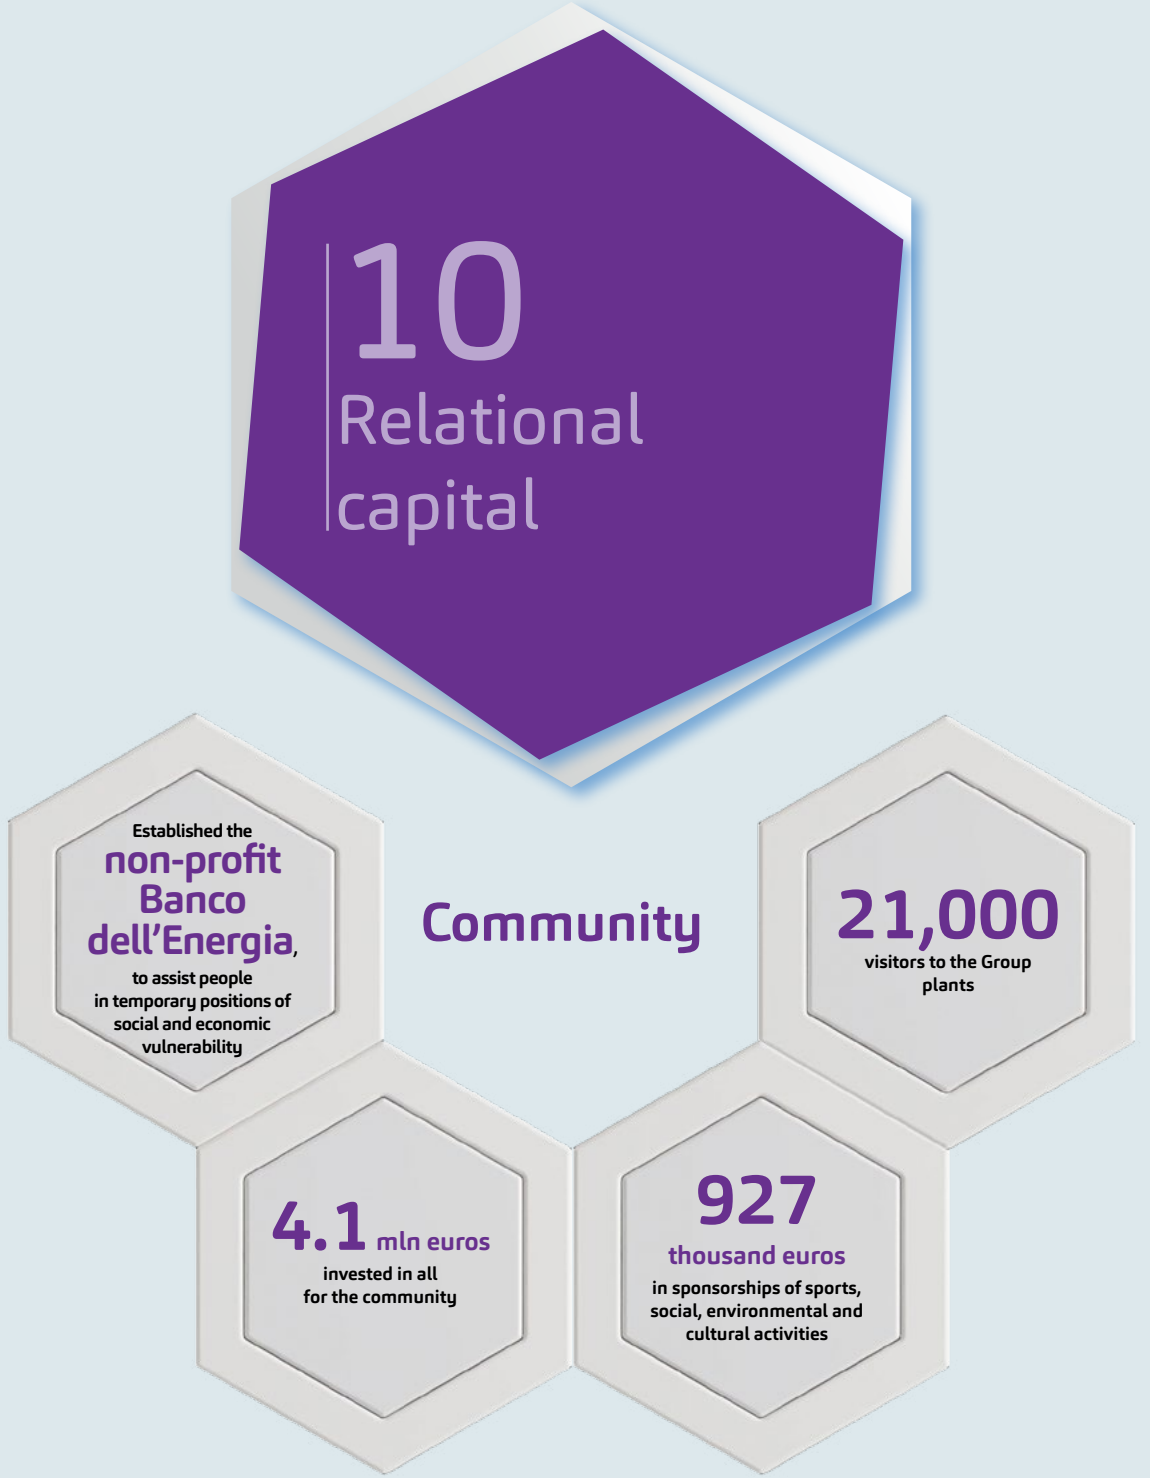 10
Relational
capital
Established the
non-profit
Banco
dell’Energia,
to assist people
in temporary positions of
social and economic
vulnerability
Community
21,000
visitors to the Group
plants
4.1 mln euros
invested in all
for the community
927
thousand euros
in sponsorships of sports,
social, environmental and
cultural activities